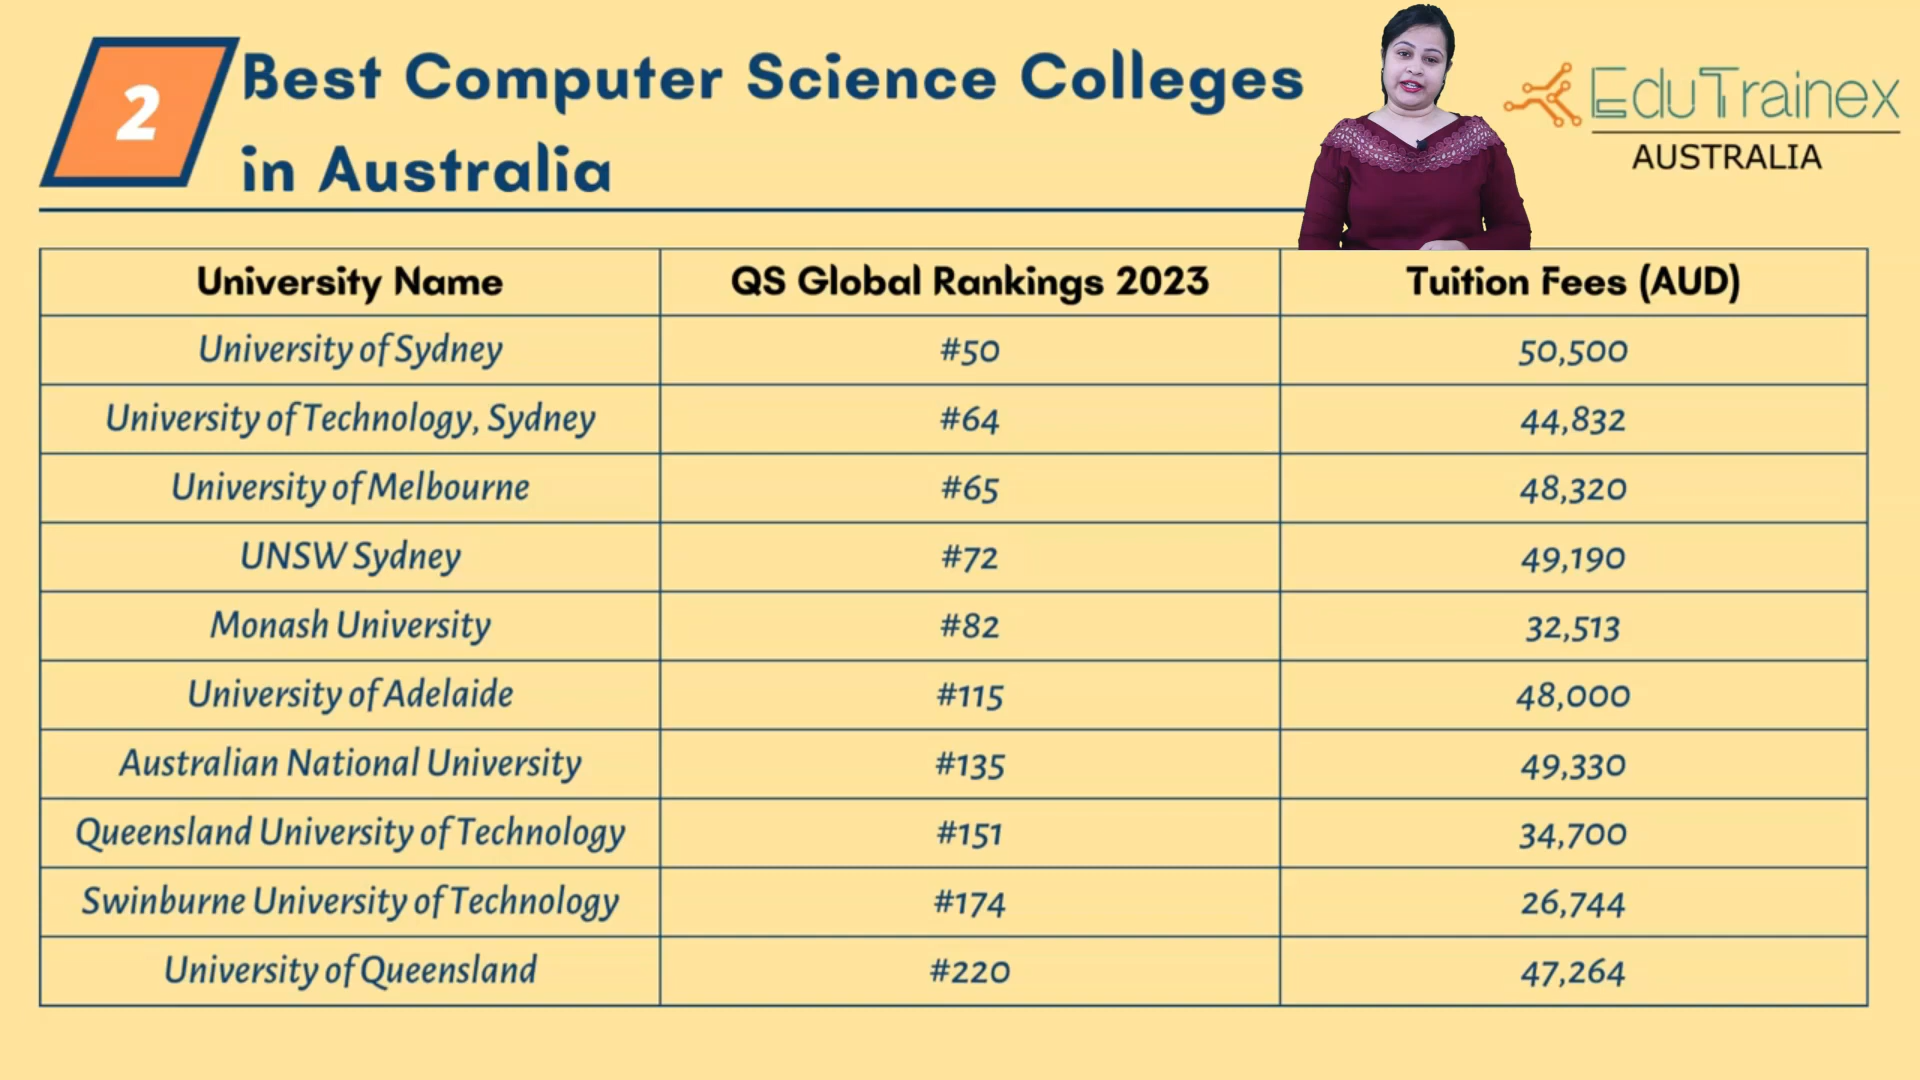 2
Best Computer Science Colleges
in Australia
EduTrainex
AUSTRALIA
University Name QS Global Rankings 2023 Tuition Fees (AUD)
University of Sydney #50 50,500
University of Technology, Sydney #64 44,832
University of Melbourne #65 48,320
UNSW Sydney #72 49,190
Monash University #82 32,513
University of Adelaide #115 48,000
Australian National University #135 49,330
Queensland University of Technology #151 34,700
Swinburne University of Technology #174 26,744
University of Queensland #220 47,264